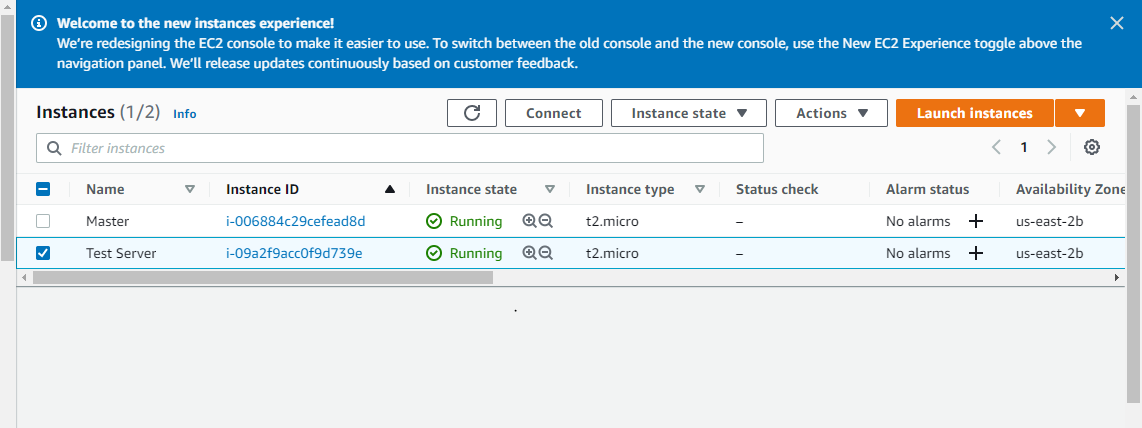 Welcome to the new instances experience!
We're redesigning the EC2 console to make it easier to use. To switch between the old console and the new console, use the New EC2 Experience toggle above the
navigation panel. We'll release updates continuously based on customer feedback.
Instances (1/2) Info Connect Instance state Actions Launch instances
Filter instances 1
Name Instance ID Instance state Instance type Status check Alarm status Availability Zone
Master i-006884c29cefead8d Running t2.micro – No alarms us-east-2b
Test Server i-09a2f9acc0f9d739e Running t2.micro – No alarms us-east-2b